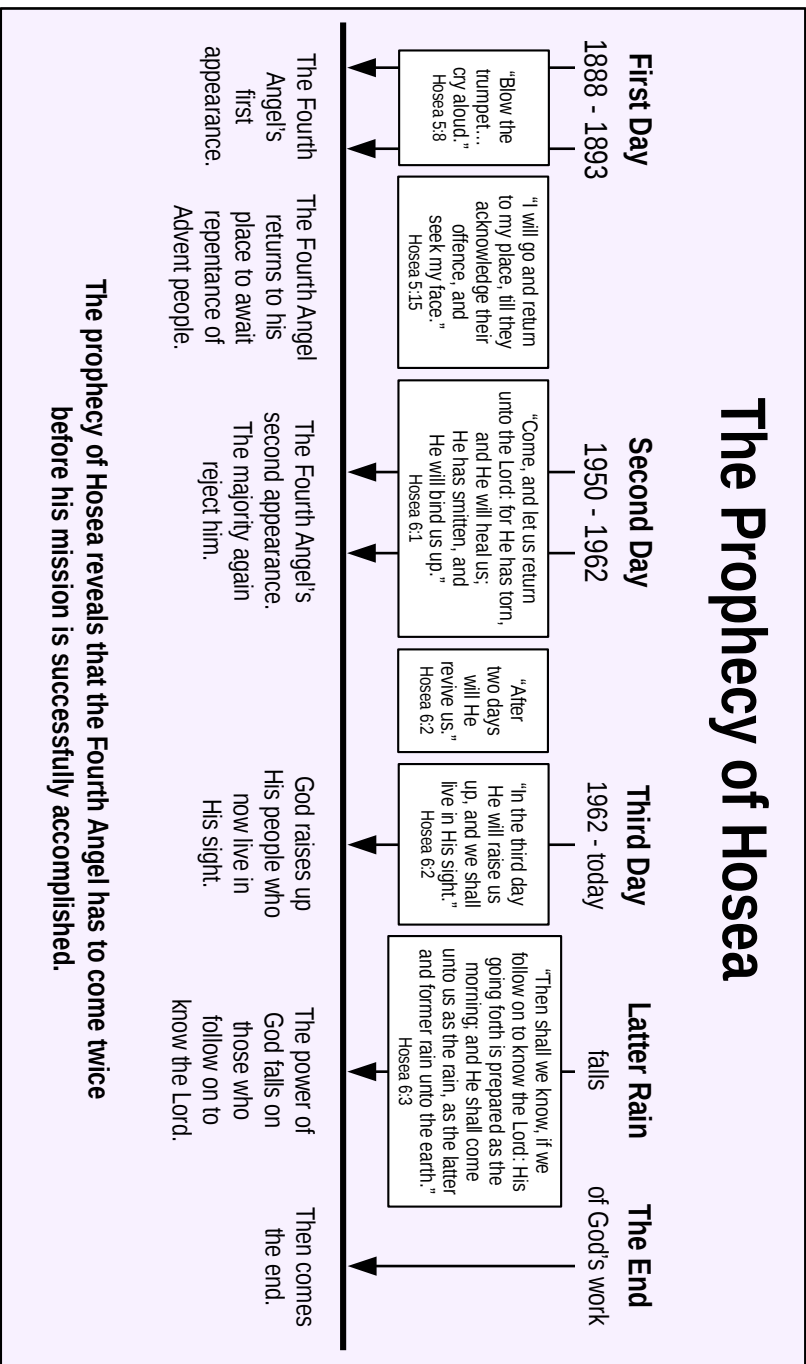 The Prophecy of Hosea
First Day
1888 - 1893
Second Day
1950 - 1962
Third Day
1962 - today
Latter Rain
falls
The End
of God's work
“Blow the
trumpet...
cry aloud.”
Hosea 5:8
“I will go and return
to my place, till they
acknowledge their
offence, and
seek my face.”
Hosea 5:15
“Come, and let us return
unto the Lord: for He has torn,
and He will heal us;
He has smitten, and
He will bind us up.”
Hosea 6:1
“After
two days
will He
revive us.”
Hosea 6:2
“In the third day
He will raise us
up, and we shall
live in His sight.”
Hosea 6:2
“Then shall we know, if we
follow on to know the Lord: His
going forth is prepared as the
morning; and He shall come
unto us as the rain, as the latter
and former rain unto the earth.”
Hosea 6:3
The Fourth
Angel's
first
appearance.
The Fourth Angel
returns to his
place to await
repentance of
Advent people.
The Fourth Angel's
second appearance.
The majority again
reject him.
God raises up
His people who
now live in
His sight.
The power of
God falls on
those who
follow on to
know the Lord.
Then comes
the end.
The prophecy of Hosea reveals that the Fourth Angel has to come twice
before his mission is successfully accomplished.